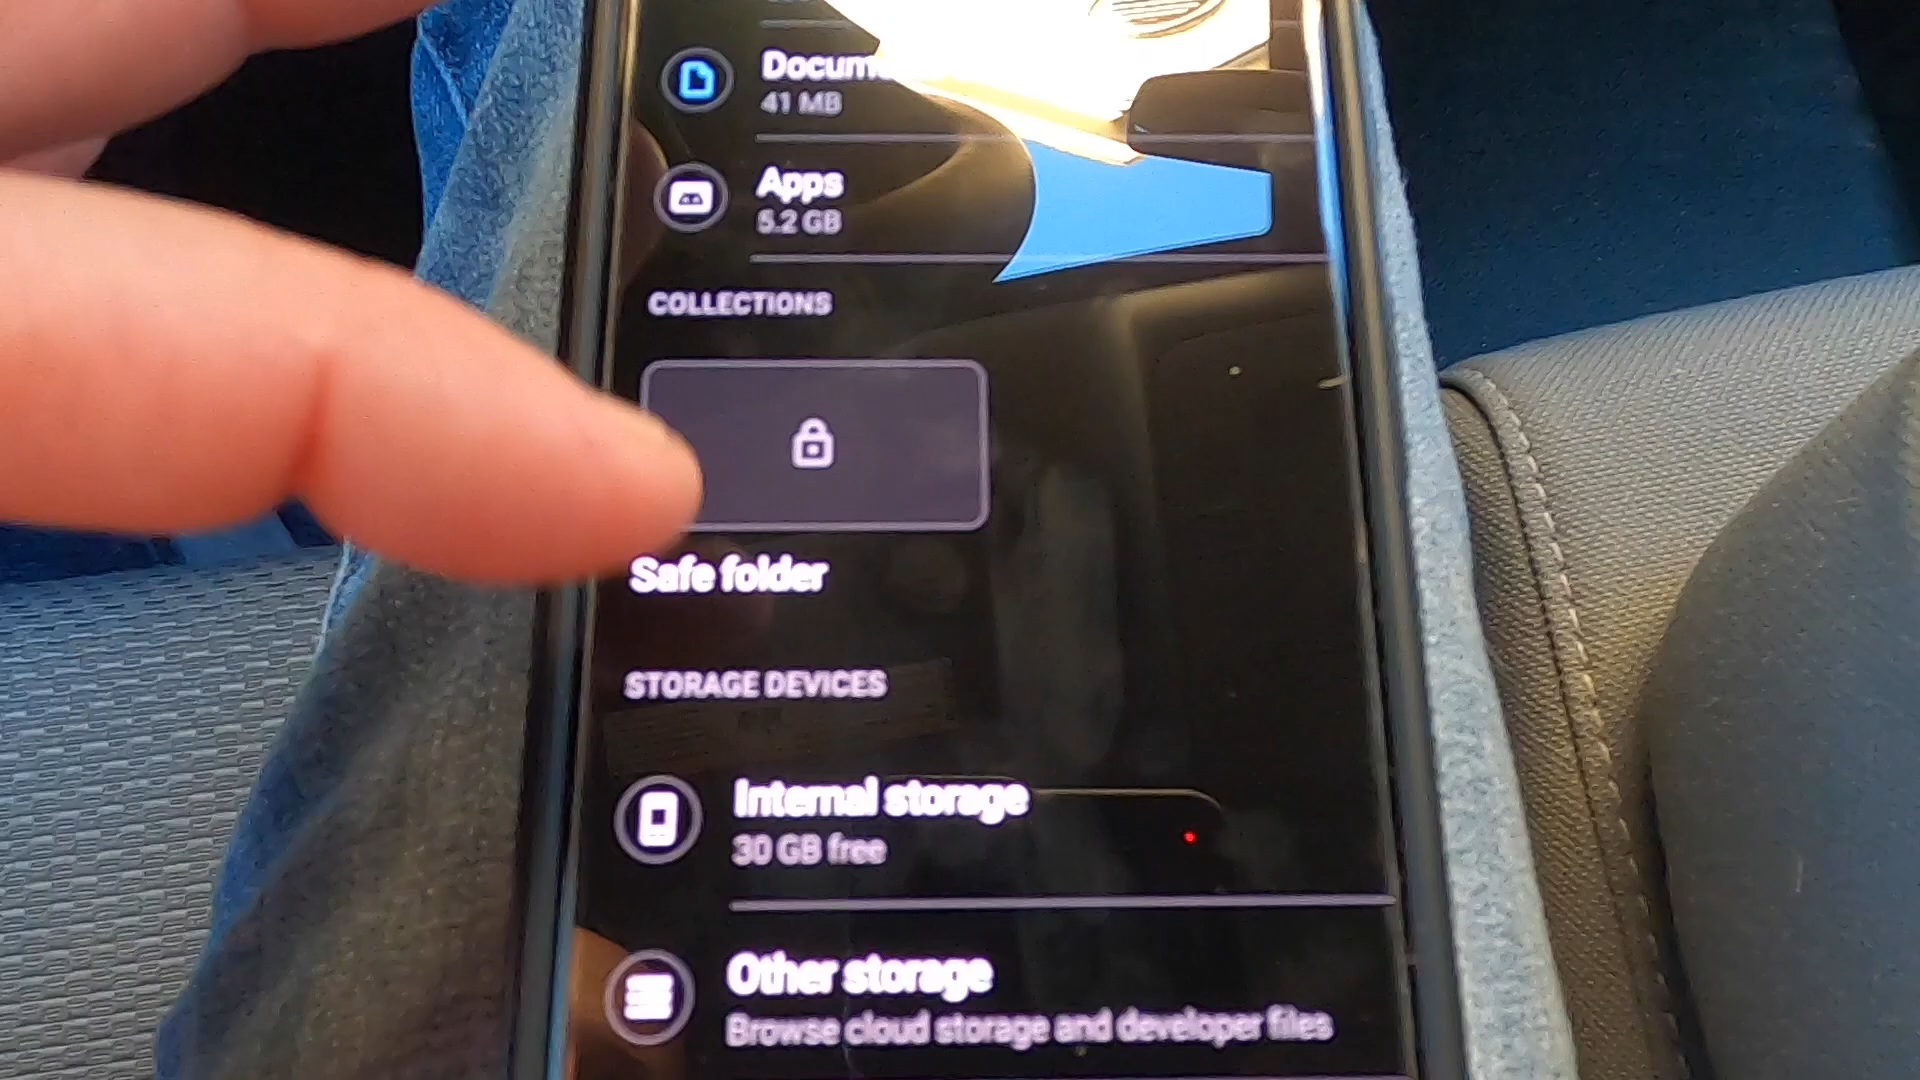 41 MB
Apps
5.2 GB
COLLECTIONS
Safe folder
STORAGE DEVICES
Internal storage
30 GB free
Other storage
Browse cloud storage and developer files